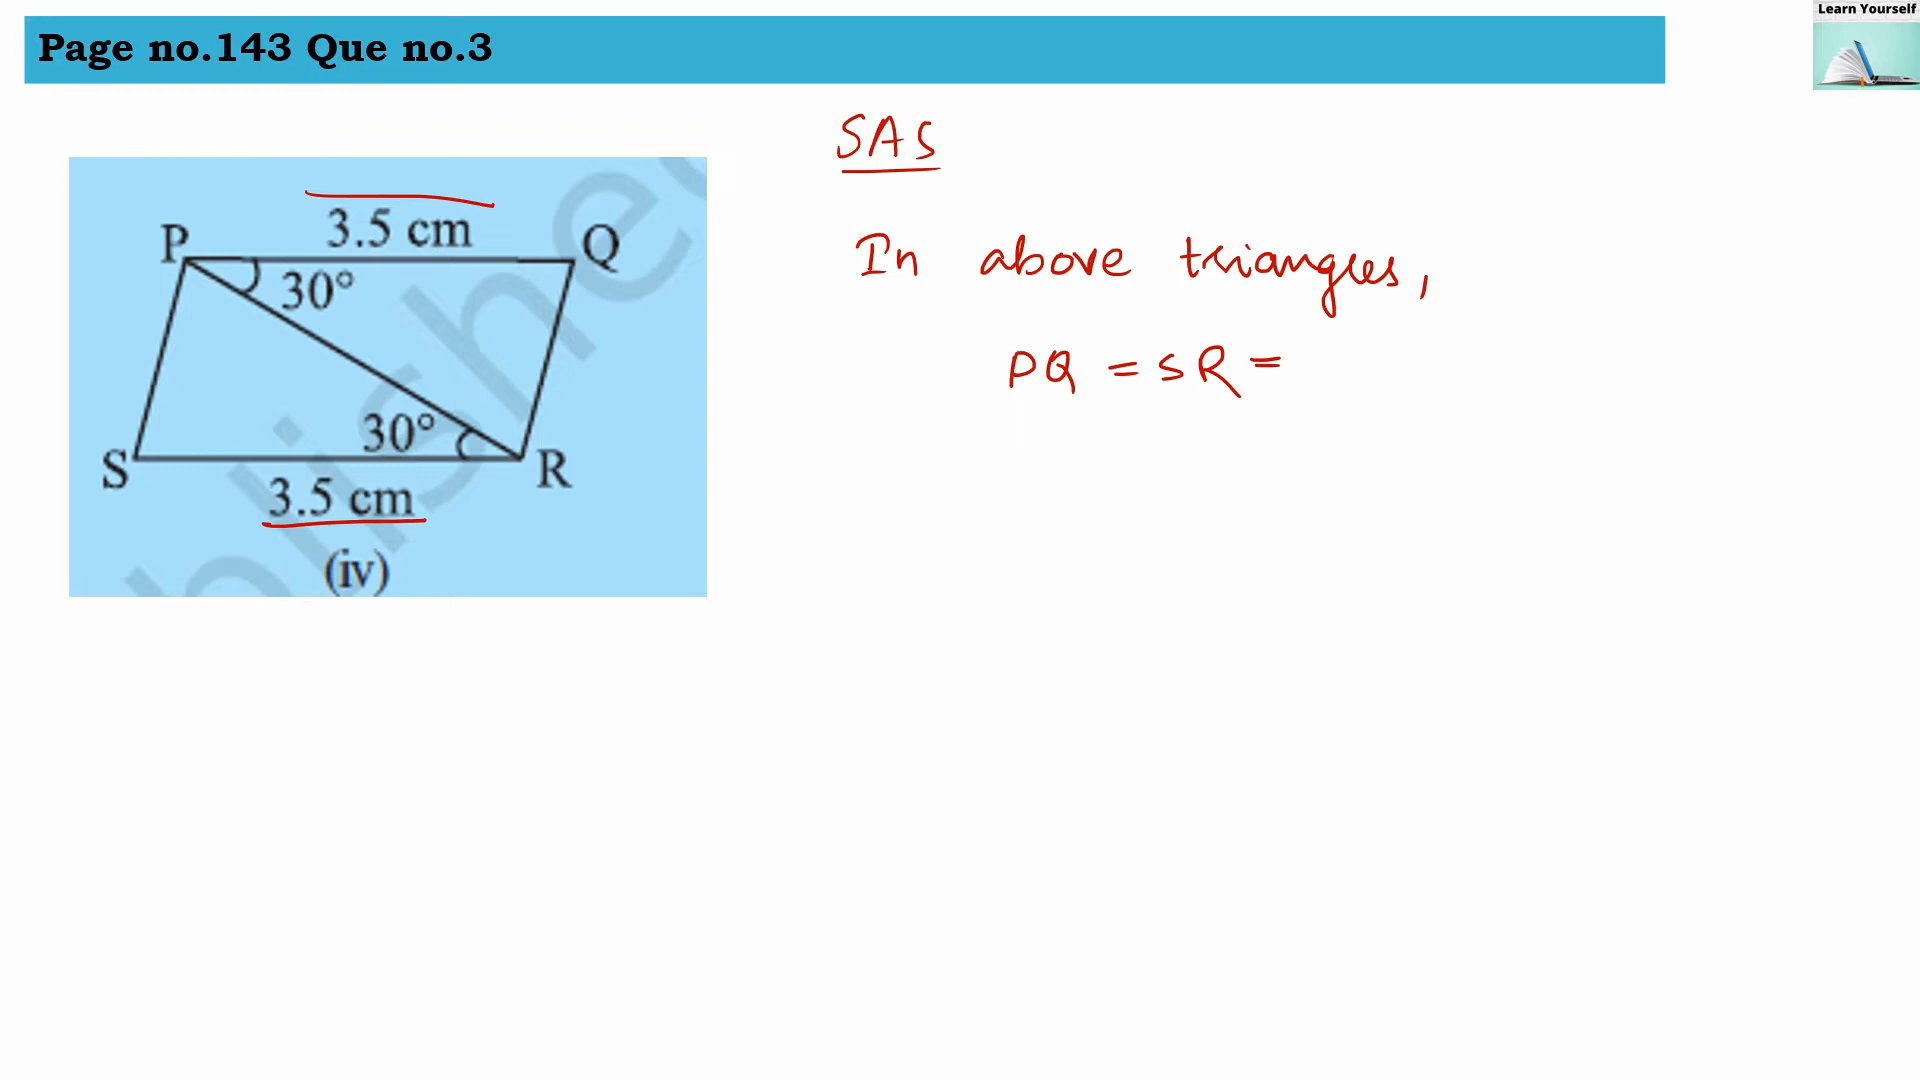 Learn Yourself
Page no.143 Que no.3
SAS
P 3.5 cm Q
30°
In above triangles,
PQ = SR =
30°
S R
3.5 cm
(iv)